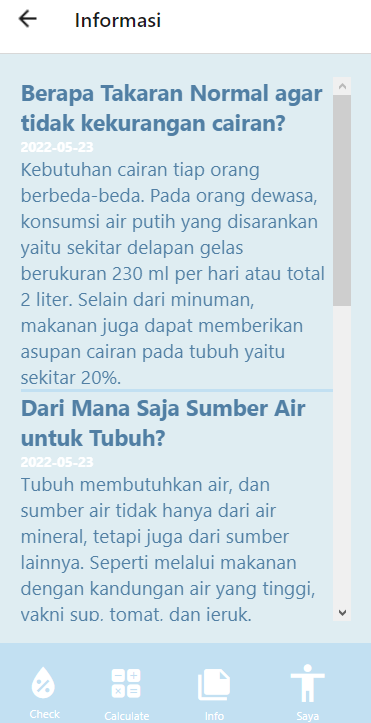 Informasi
Berapa Takaran Normal agar
tidak kekurangan cairan?
2022-05-23
Kebutuhan cairan tiap orang
berbeda-beda. Pada orang dewasa,
konsumsi air putih yang disarankan
yaitu sekitar delapan gelas
berukuran 230 ml per hari atau total
2 liter. Selain dari minuman,
makanan juga dapat memberikan
asupan cairan pada tubuh yaitu
sekitar 20%.
Dari Mana Saja Sumber Air
untuk Tubuh?
2022-05-23
Tubuh membutuhkan air, dan
sumber air tidak hanya dari air
mineral, tetapi juga dari sumber
lainnya. Seperti melalui makanan
dengan kandungan air yang tinggi,
yakni sup, tomat, dan jeruk.
Check
Calculate
Info
Saya